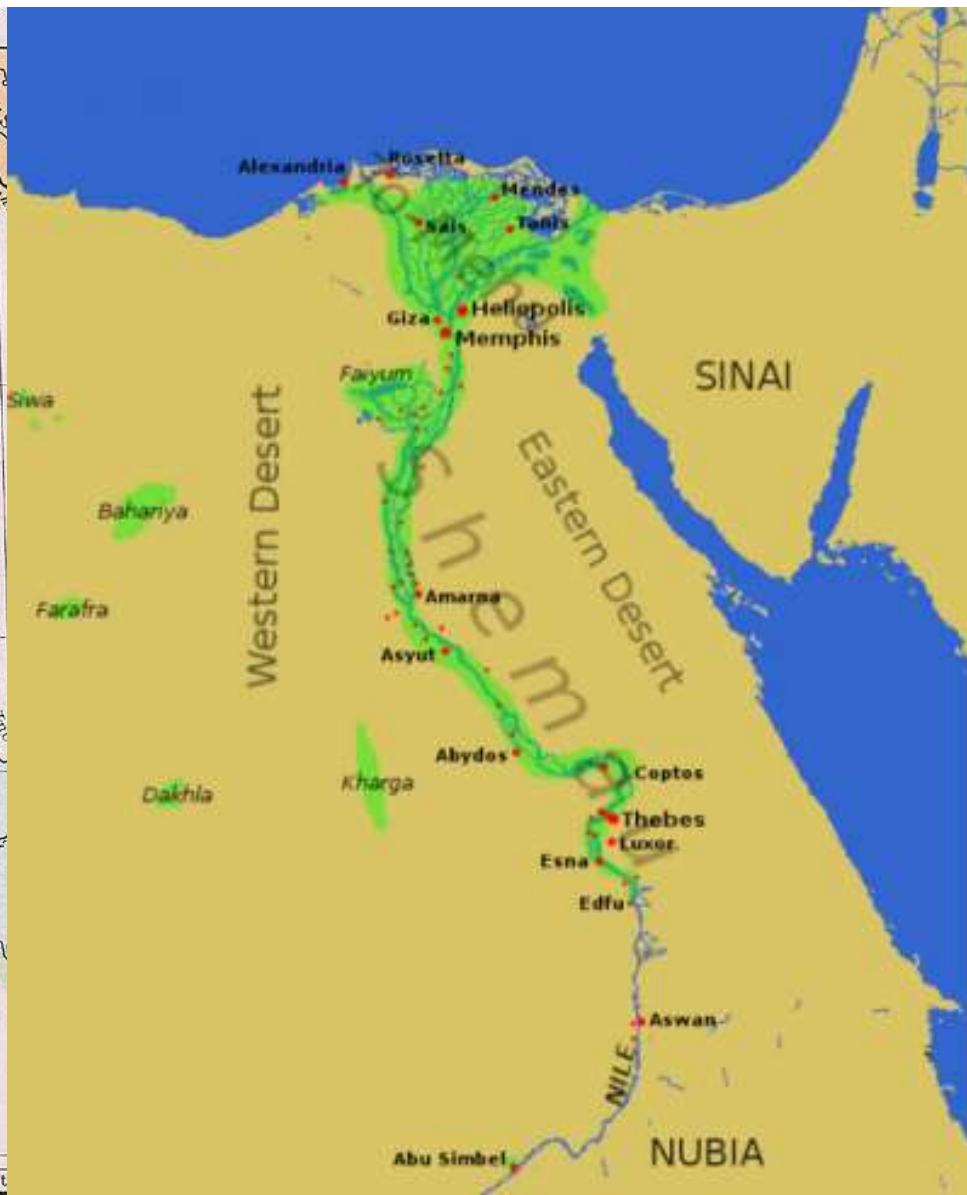 Rosetta
Alexandria
Mendes
Sais
Tanis
Heliopolis
Giza
Memphis
Faiyum
SINAI
Siwa
Western Desert
Eastern Desert
Bahariya
Shemau
Amarna
Farafra
Asyut
Abydos
Coptos
Kharga
Dakhla
Thebes
Luxor.
Esna
Edfu
Aswan
NILE
NUBIA
Abu Simbel